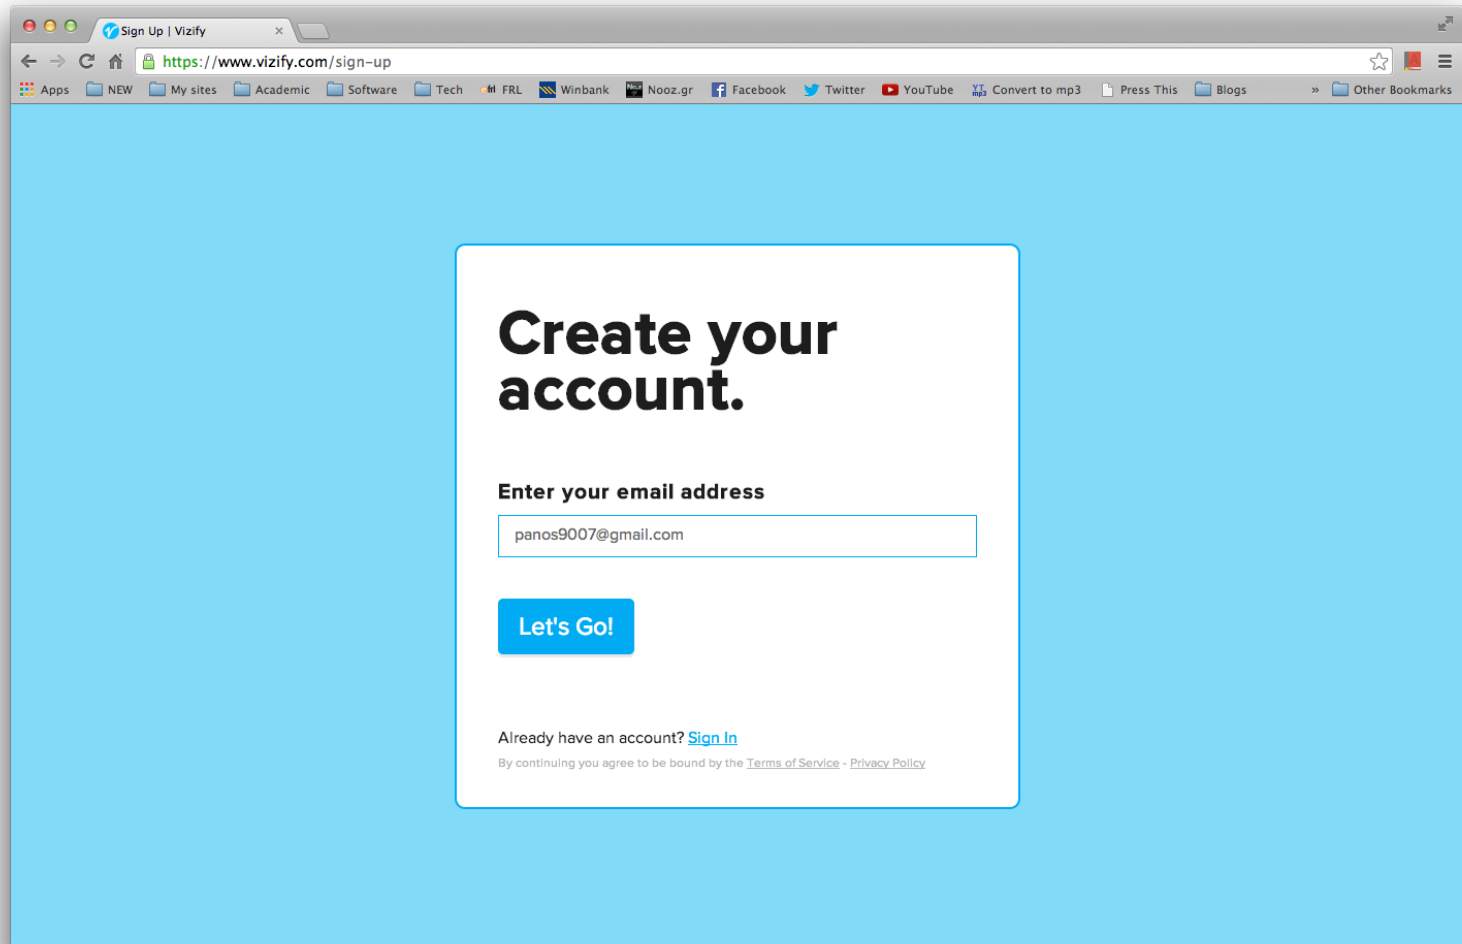 Sign Up | Vizify
https://www.vizify.com/sign-up
Apps NEW My sites Academic Software Tech frl FRL Winbank Nooz.gr Facebook Twitter YouTube YT mp3 Convert to mp3 Press This Blogs » Other Bookmarks
Create your
account.
Enter your email address
panos9007@gmail.com
Let's Go!
Already have an account? Sign In
By continuing you agree to be bound by the Terms of Service - Privacy Policy